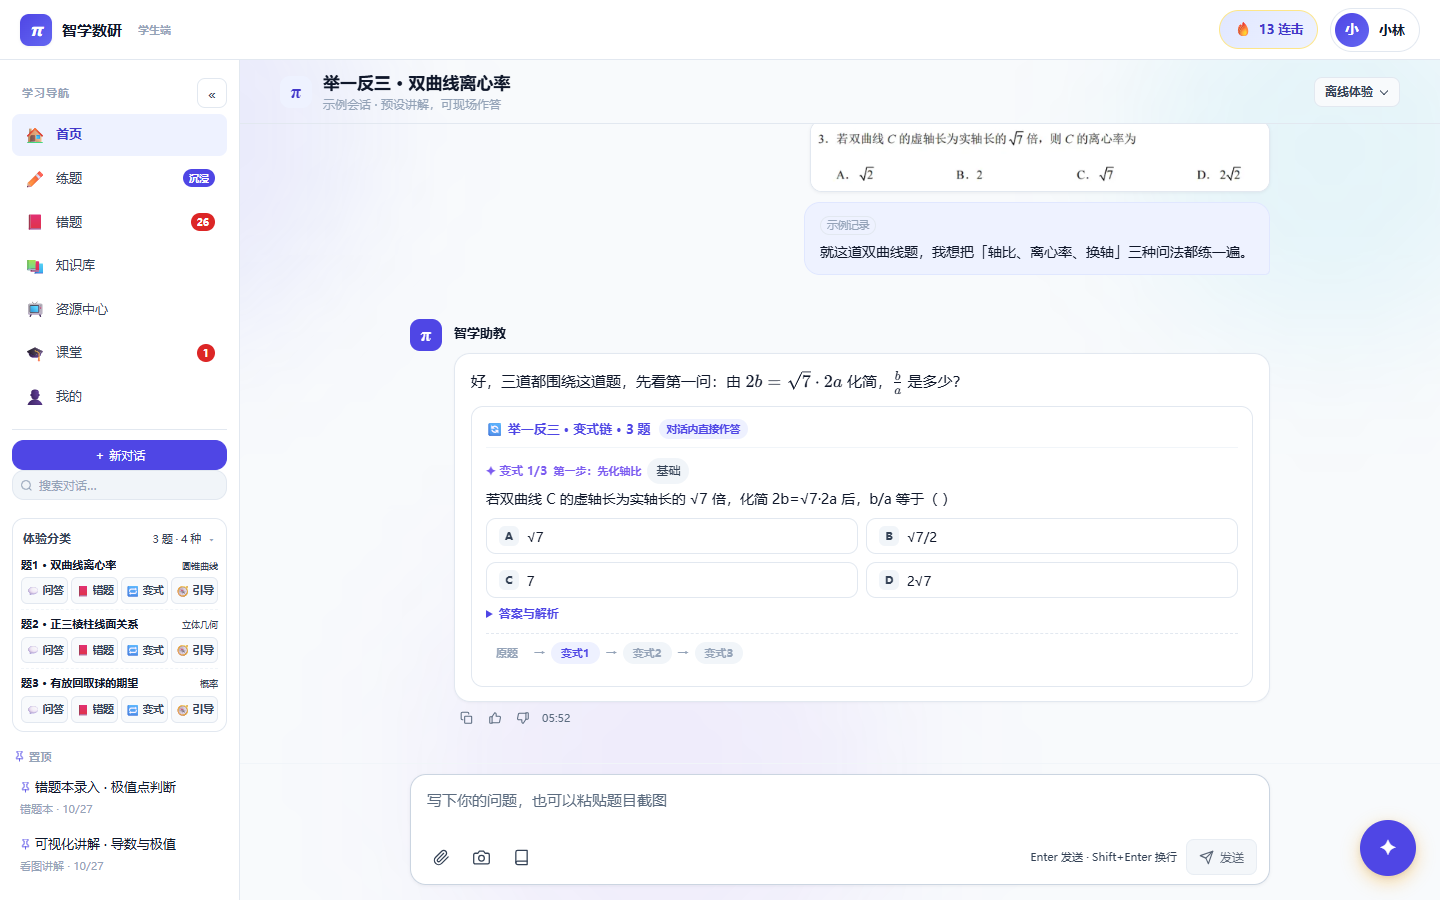 π 智学数研 学生端
13 连击
小 小林
学习导航 «
首页
练题 沉浸
错题 26
知识库
资源中心
课堂 1
我的
+ 新对话
搜索对话...
体验分类 3 题 · 4 种
题1 • 双曲线离心率 圆锥曲线
问答 错题 变式 引导
题2 • 正三棱柱线面关系 立体几何
问答 错题 变式 引导
题3 • 有放回取球的期望 概率
问答 错题 变式 引导
置顶
错题本录入 · 极值点判断
错题本 · 10/27
可视化讲解 · 导数与极值
看图讲解 · 10/27
π 举一反三 • 双曲线离心率
示例会话 · 预设讲解，可现场作答
离线体验
3. 若双曲线 C 的虚轴长为实轴长的 √7 倍，则 C 的离心率为
A. √2 B. 2 C. √7 D. 2√2
示例记录
就这道双曲线题，我想把「轴比、离心率、换轴」三种问法都练一遍。
π 智学助教
好，三道都围绕这道题，先看第一问：由 2b = √7 · 2a 化简，b/a 是多少？
举一反三 • 变式链 • 3 题 对话内直接作答
✦ 变式 1/3 第一步：先化轴比 基础
若双曲线 C 的虚轴长为实轴长的 √7 倍，化简 2b=√7·2a 后，b/a 等于（ ）
A √7
B √7/2
C 7
D 2√7
▶ 答案与解析
原题 → 变式1 → 变式2 → 变式3
05:52
写下你的问题，也可以粘贴题目截图
Enter 发送 · Shift+Enter 换行 发送